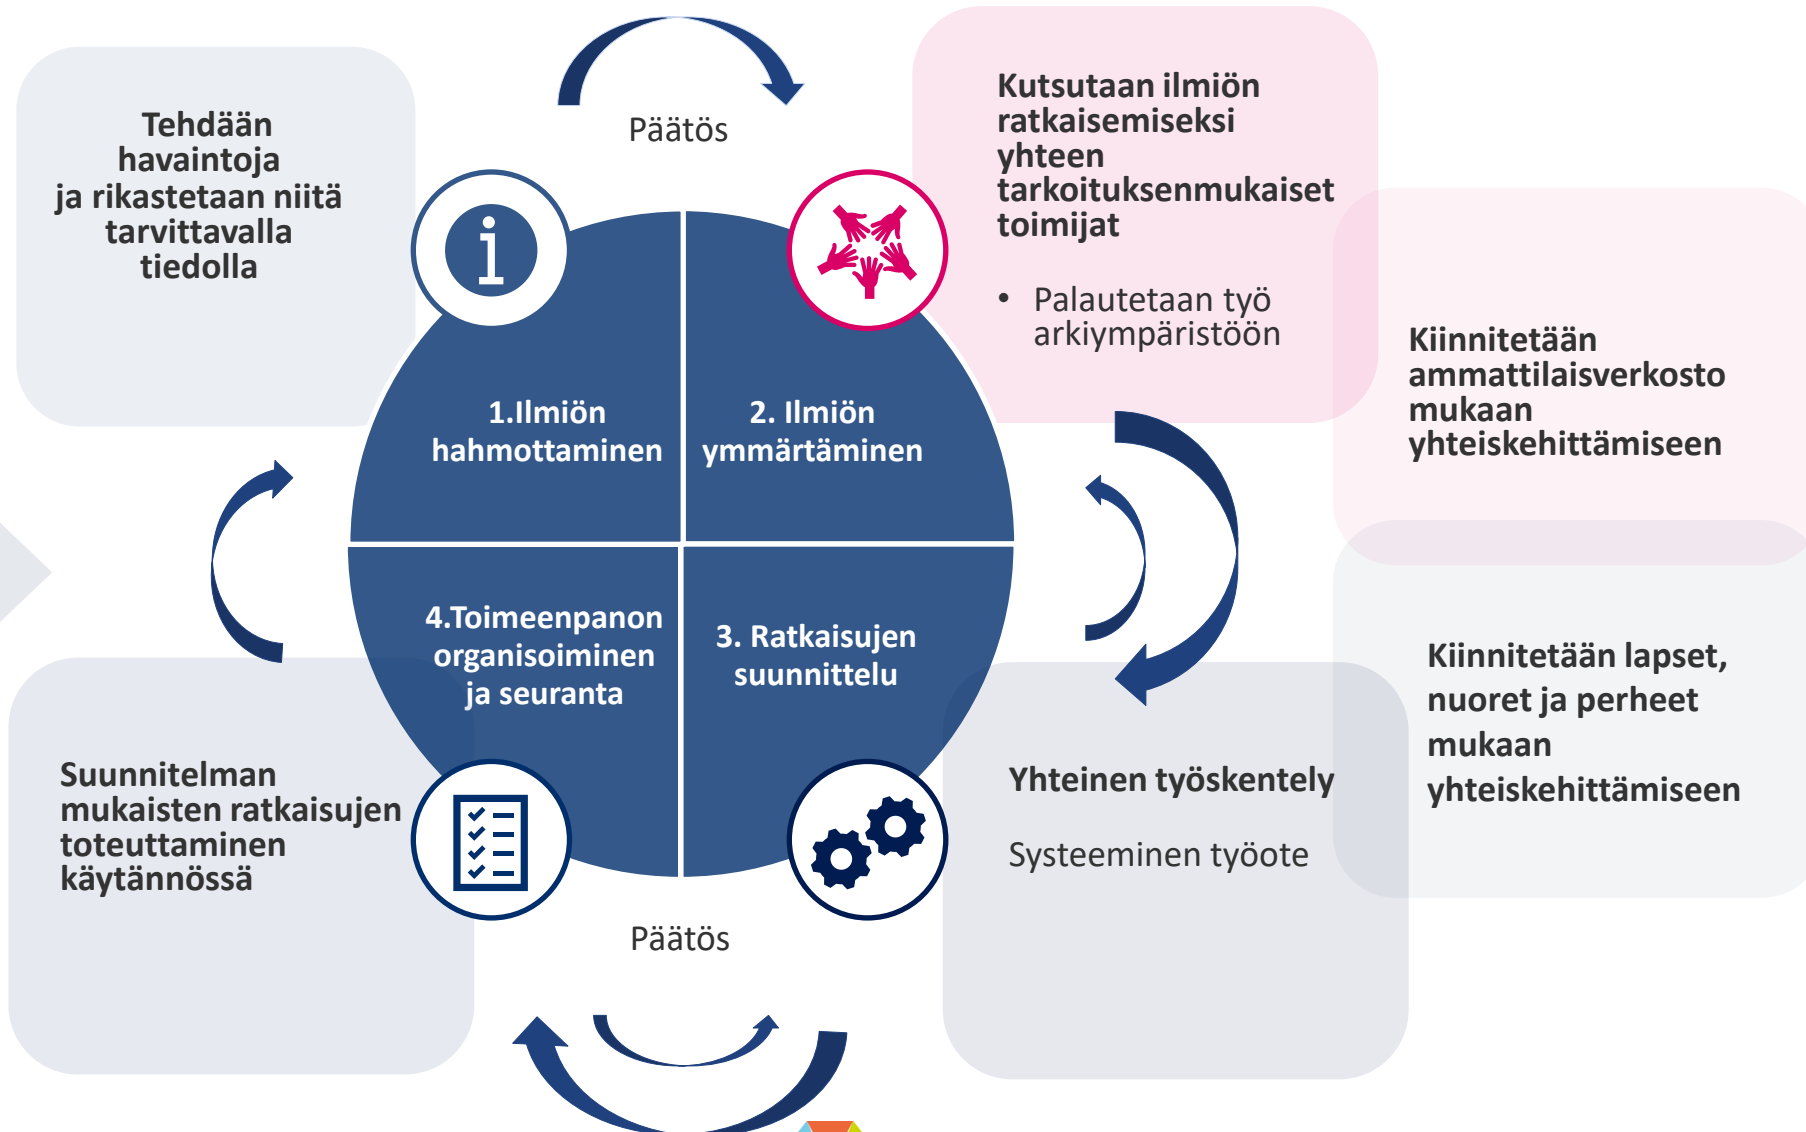 Päätös
Tehdään
havaintoja
ja rikastetaan niitä
tarvittavalla
tiedolla
Kutsutaan ilmiön
ratkaisemiseksi
yhteen
tarkoituksenmukaiset
toimijat
• Palautetaan työ
arkiympäristöön
Kiinnitetään
ammattilaisverkosto
mukaan
yhteiskehittämiseen
1.Ilmiön
hahmottaminen
2. Ilmiön
ymmärtäminen
4.Toimeenpanon
organisoiminen
ja seuranta
3. Ratkaisujen
suunnittelu
Kiinnitetään lapset,
nuoret ja perheet
mukaan
yhteiskehittämiseen
Suunnitelman
mukaisten ratkaisujen
toteuttaminen
käytännössä
Yhteinen työskentely
Systeeminen työote
Päätös